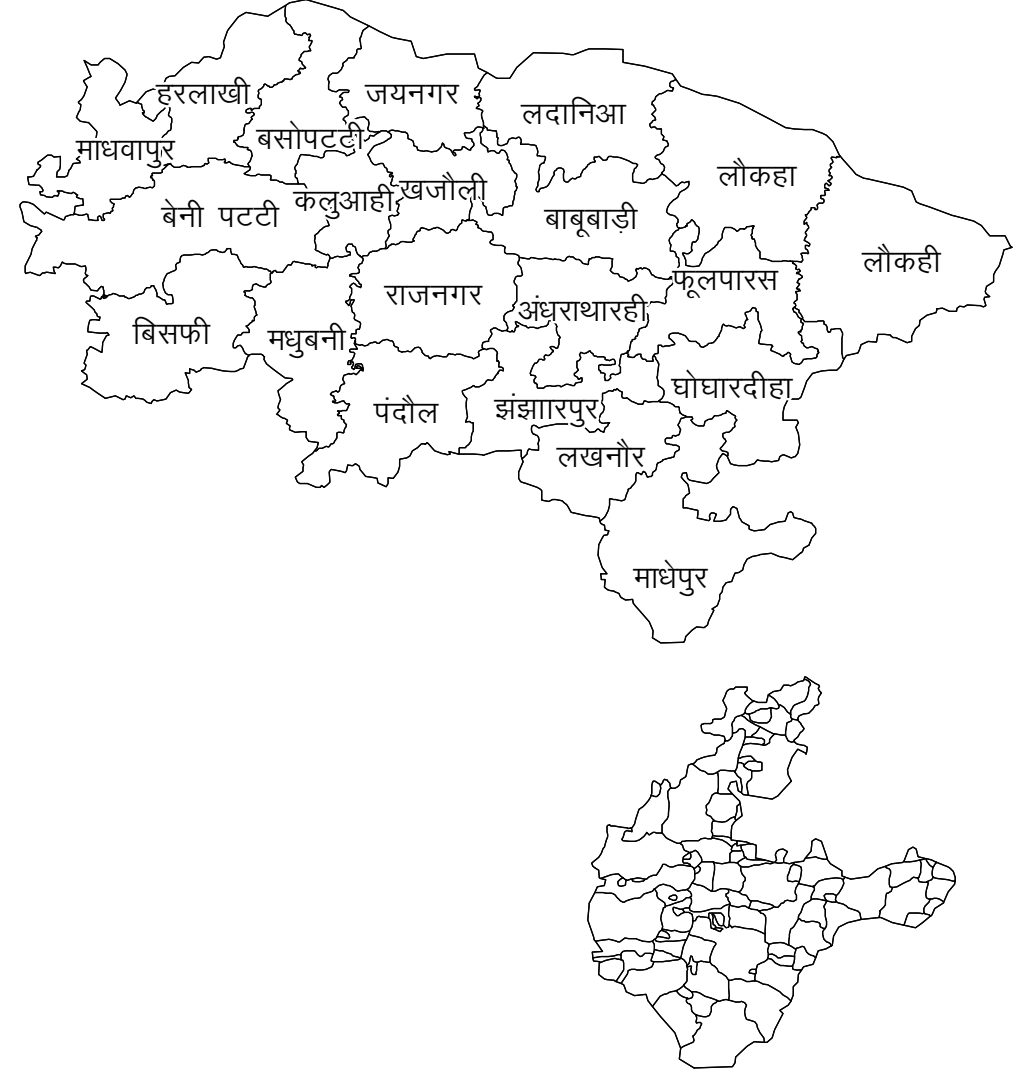 हरलाखी
जयनगर
लदानिआ
बसोपटटी
माधवापुर
लौकहा
खजौली
कलुआही
बेनी पटटी
बाबूबाड़ी
लौकही
फूलपारस
राजनगर
अंधराथारही
बिसफी
मधुबनी
घोघारदीहा
पंदौल
झंझाारपुर
लखनौर
माधेपुर